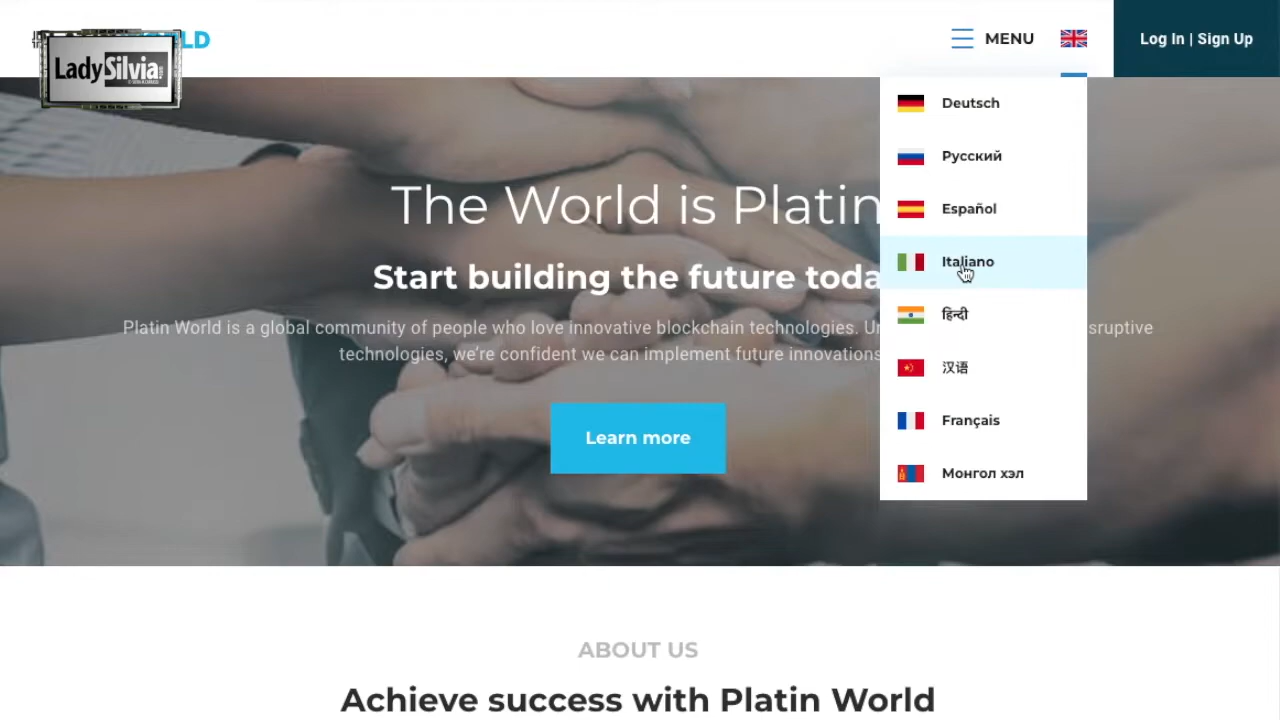 LadySilvia
LD
MENU
Log In | Sign Up
Deutsch
Русский
Español
Italiano
हिन्दी
汉语
Français
Монгол хэл
The World is Platin
Start building the future toda
Platin World is a global community of people who love innovative blockchain technologies. Un
sruptive
technologies, we're confident we can implement future innovations
Learn more
ABOUT US
Achieve success with Platin World